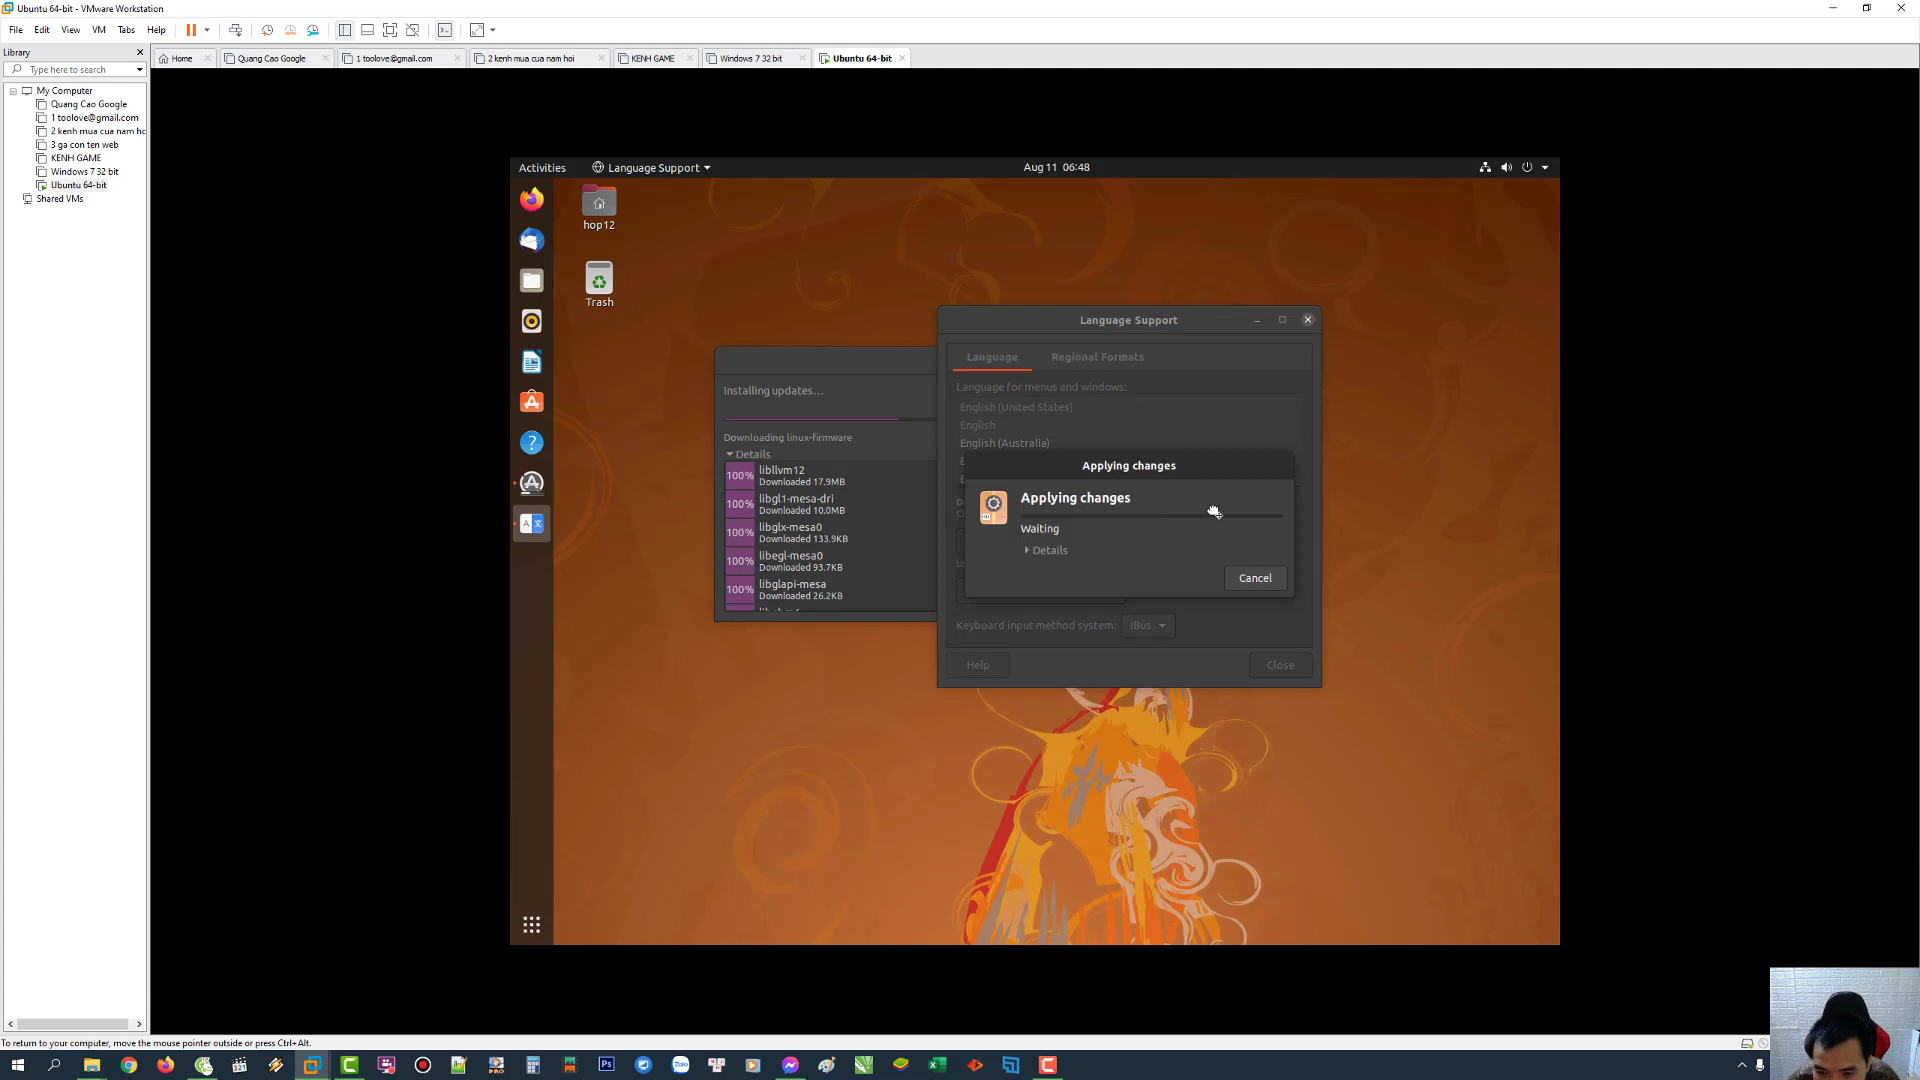 Ubuntu 64-bit - VMware Workstation
File Edit View VM Tabs Help
Library
Type here to search
My Computer
Quang Cao Google
1 toolove@gmail.com
2 kenh mua cua nam ho
3 ga con ten web
KENH GAME
Windows 7 32 bit
Ubuntu 64-bit
Shared VMs
Home
Quang Cao Google
1 toolove@gmail.com
2 kenh mua cua nam hoi
KENH GAME
Windows 7 32 bit
Ubuntu 64-bit
Activities
Language Support
Aug 11 06:48
hop12
Trash
Installing updates...
Downloading linux-firmware
Details
100% libllvm12
Downloaded 17.9MB
100% libgl1-mesa-dri
Downloaded 10.0MB
100% libglx-mesa0
Downloaded 133.9KB
100% libegl-mesa0
Downloaded 93.7KB
100% libglapi-mesa
Downloaded 26.2KB
Language Support
Language
Regional Formats
Language for menus and windows:
English (United States)
English
English (Australia)
Applying changes
Applying changes
Waiting
Details
Cancel
Keyboard input method system: IBus
Help
Close
To return to your computer, move the mouse pointer outside or press Ctrl+Alt.